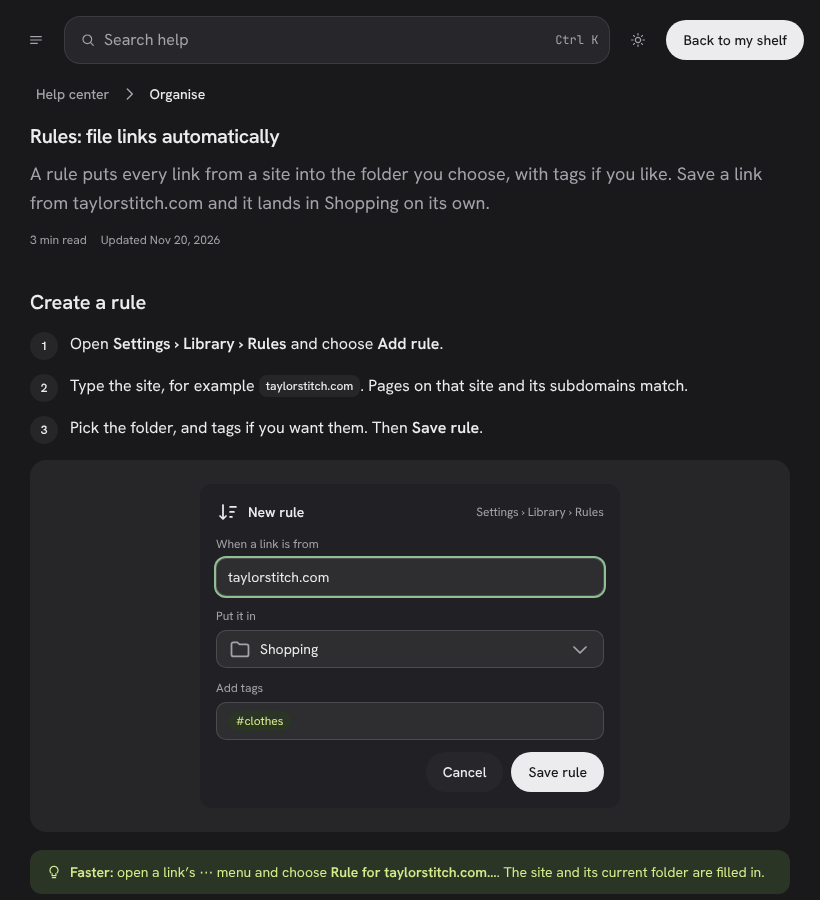 Search help
Ctrl K
Back to my shelf
Help center
Organise
Rules: file links automatically
A rule puts every link from a site into the folder you choose, with tags if you like. Save a link
from taylorstitch.com and it lands in Shopping on its own.
3 min read
Updated Nov 20, 2026
Create a rule
1 Open Settings › Library › Rules and choose Add rule.
2 Type the site, for example taylorstitch.com. Pages on that site and its subdomains match.
3 Pick the folder, and tags if you want them. Then Save rule.
New rule
Settings › Library › Rules
When a link is from
taylorstitch.com
Put it in
Shopping
Add tags
#clothes
Cancel
Save rule
Faster: open a link’s ⋯ menu and choose Rule for taylorstitch.com…. The site and its current folder are filled in.